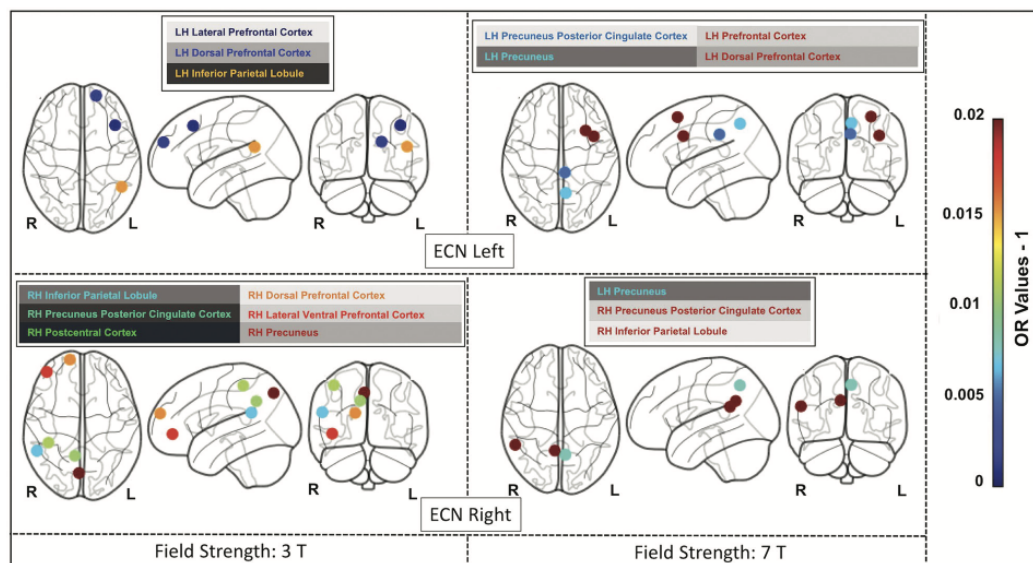 LH Lateral Prefrontal Cortex
LH Dorsal Prefrontal Cortex
LH Inferior Parietal Lobule
R
L
LH Precuneus Posterior Cingulate Cortex
LH Prefrontal Cortex
LH Precuneus
LH Dorsal Prefrontal Cortex
R
L
ECN Left
RH Inferior Parietal Lobule
RH Dorsal Prefrontal Cortex
RH Precuneus Posterior Cingulate Cortex
RH Lateral Ventral Prefrontal Cortex
RH Postcentral Cortex
RH Precuneus
R
L
R
L
LH Precuneus
RH Precuneus Posterior Cingulate Cortex
RH Inferior Parietal Lobule
R
L
R
L
ECN Right
Field Strength: 3 T
Field Strength: 7 T
0.02
0.015
0.01
0.005
0
OR Values - 1